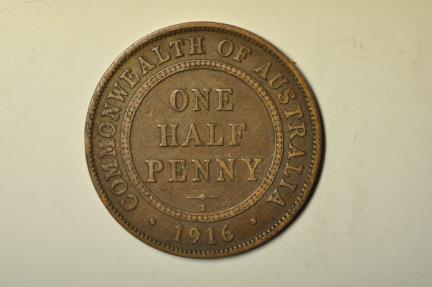 COMMONWEALTH OF AUSTRALIA
ONE
HALF
PENNY
1916